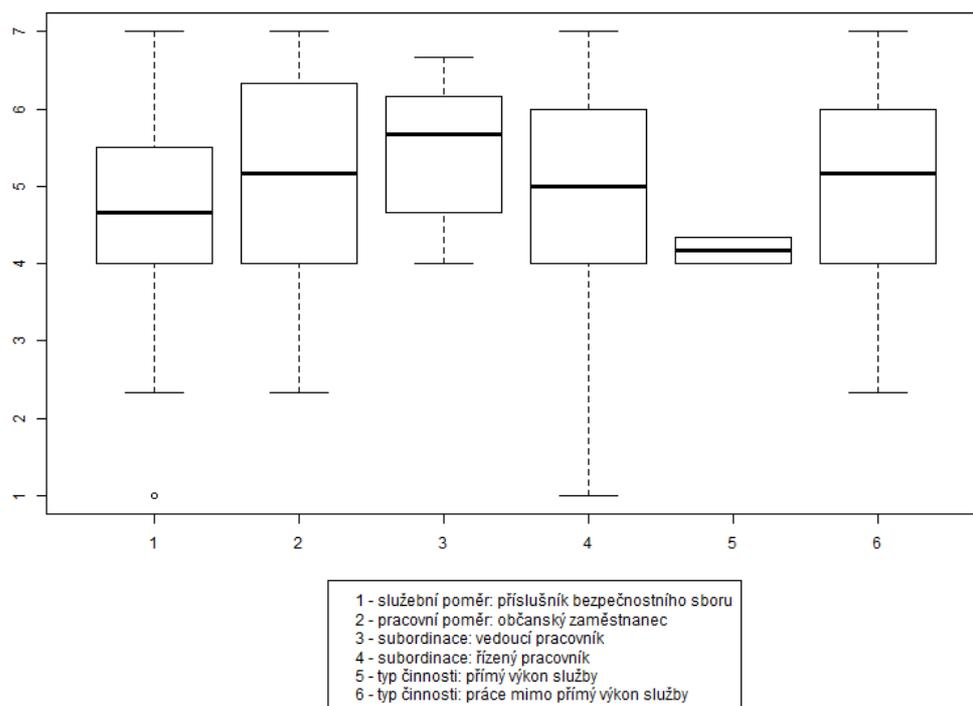 7
6
5
4
3
2
1
1 2 3 4 5 6
1 - služební poměr: příslušník bezpečnostního sboru
2 - pracovní poměr: občanský zaměstnanec
3 - subordinace: vedoucí pracovník
4 - subordinace: řízený pracovník
5 - typ činnosti: přímý výkon služby
6 - typ činnosti: práce mimo přímý výkon služby